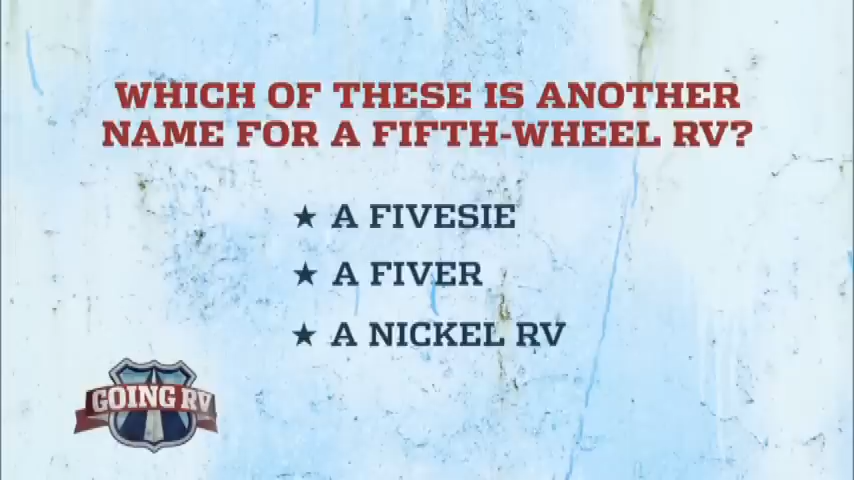 WHICH OF THESE IS ANOTHER
NAME FOR A FIFTH-WHEEL RV?
★ A FIVESIE
★ A FIVER
★ A NICKEL RV
GOING RV